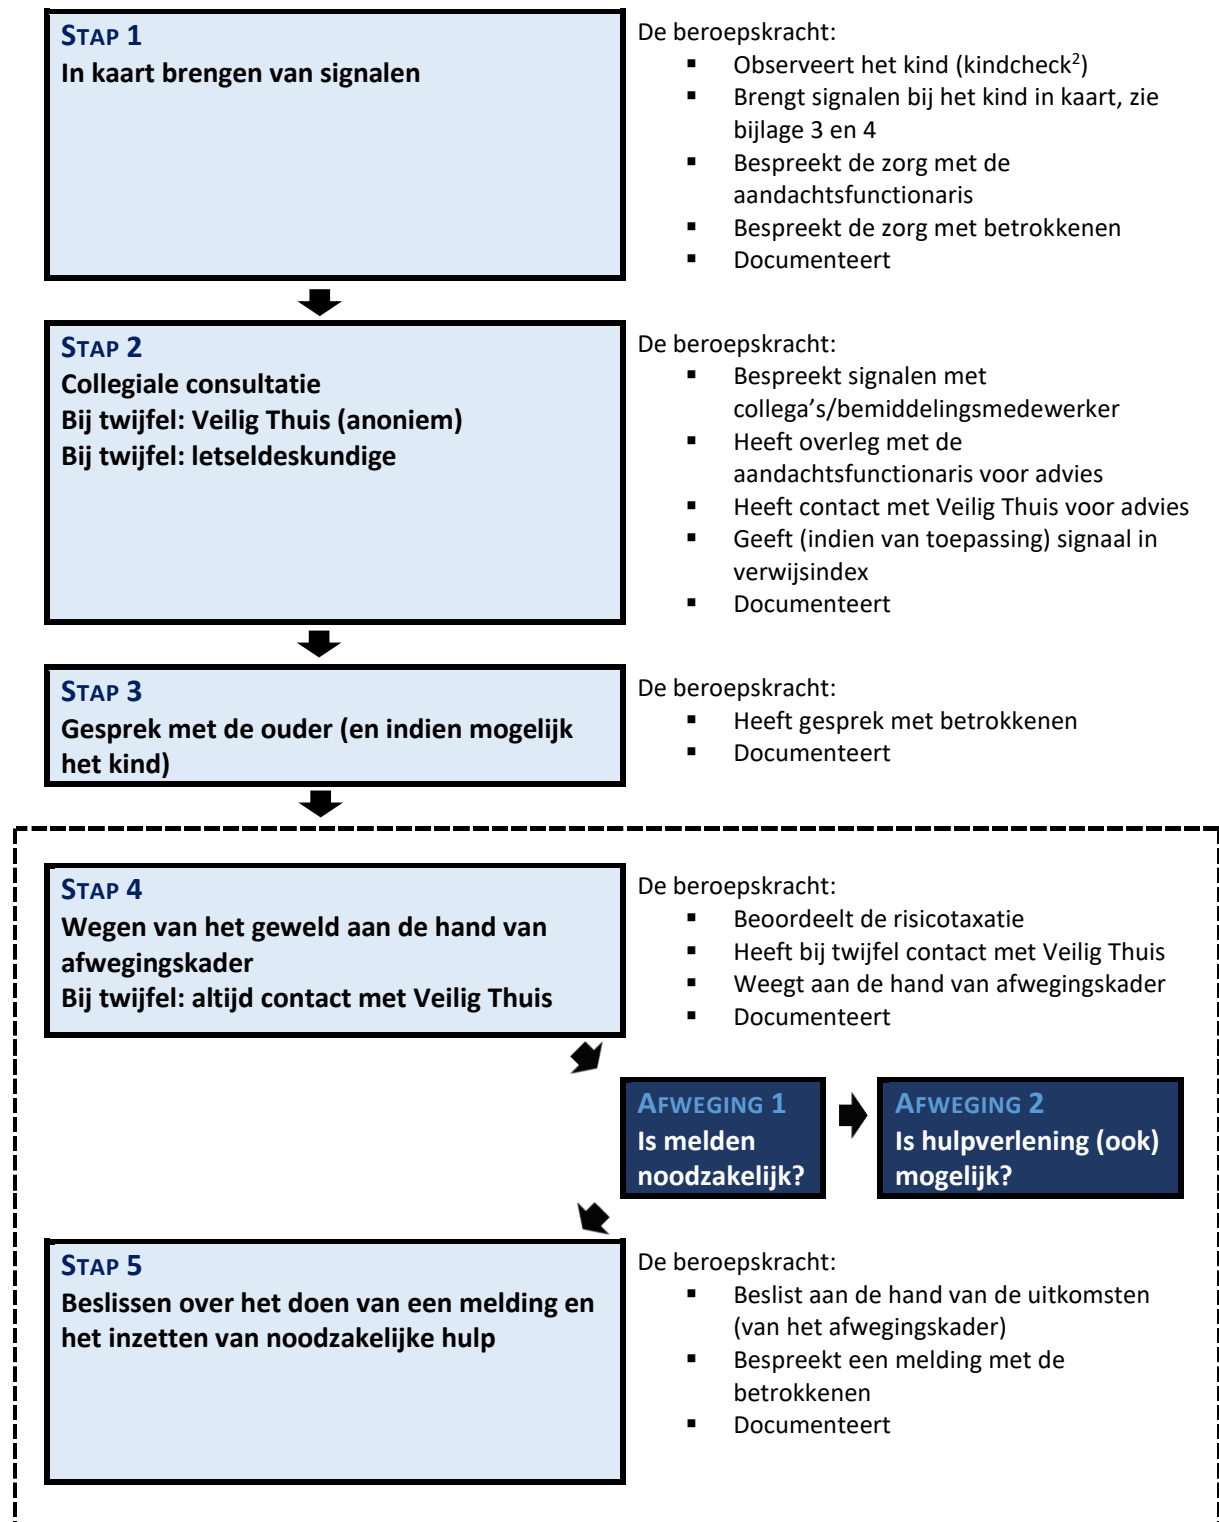 STAP 1
In kaart brengen van signalen
De beroepskracht:
▪ Observeert het kind (kindcheck²)
▪ Brengt signalen bij het kind in kaart, zie
bijlage 3 en 4
▪ Bespreekt de zorg met de
aandachtsfunctionaris
▪ Bespreekt de zorg met betrokkenen
▪ Documenteert
STAP 2
Collegiale consultatie
Bij twijfel: Veilig Thuis (anoniem)
Bij twijfel: letseldeskundige
De beroepskracht:
▪ Bespreekt signalen met
collega’s/bemiddelingsmedewerker
▪ Heeft overleg met de
aandachtsfunctionaris voor advies
▪ Heeft contact met Veilig Thuis voor advies
▪ Geeft (indien van toepassing) signaal in
verwijsindex
▪ Documenteert
STAP 3
Gesprek met de ouder (en indien mogelijk
het kind)
De beroepskracht:
▪ Heeft gesprek met betrokkenen
▪ Documenteert
STAP 4
Wegen van het geweld aan de hand van
afwegingskader
Bij twijfel: altijd contact met Veilig Thuis
De beroepskracht:
▪ Beoordeelt de risicotaxatie
▪ Heeft bij twijfel contact met Veilig Thuis
▪ Weegt aan de hand van afwegingskader
▪ Documenteert
AFWEGING 1
Is melden
noodzakelijk?
AFWEGING 2
Is hulpverlening (ook)
mogelijk?
STAP 5
Beslissen over het doen van een melding en
het inzetten van noodzakelijke hulp
De beroepskracht:
▪ Beslist aan de hand van de uitkomsten
(van het afwegingskader)
▪ Bespreekt een melding met de
betrokkenen
▪ Documenteert